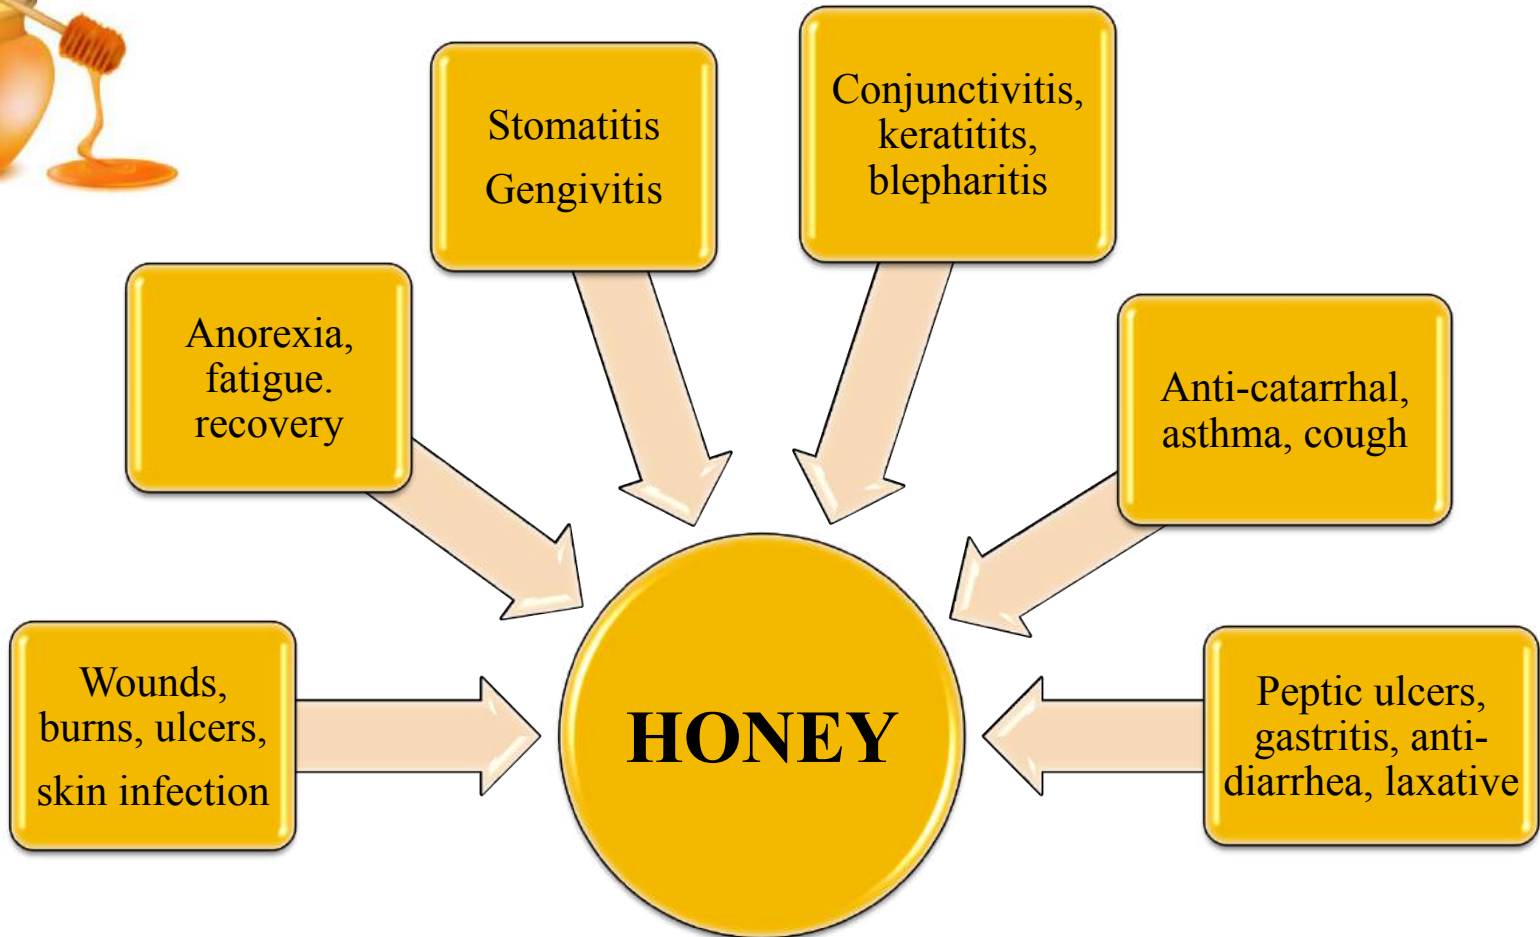 Conjunctivitis,
keratitits,
blepharitis
Stomatitis
Gengivitis
Anorexia,
fatigue.
recovery
Anti-catarrhal,
asthma, cough
Wounds,
burns, ulcers,
skin infection
HONEY
Peptic ulcers,
gastritis, anti-
diarrhea, laxative